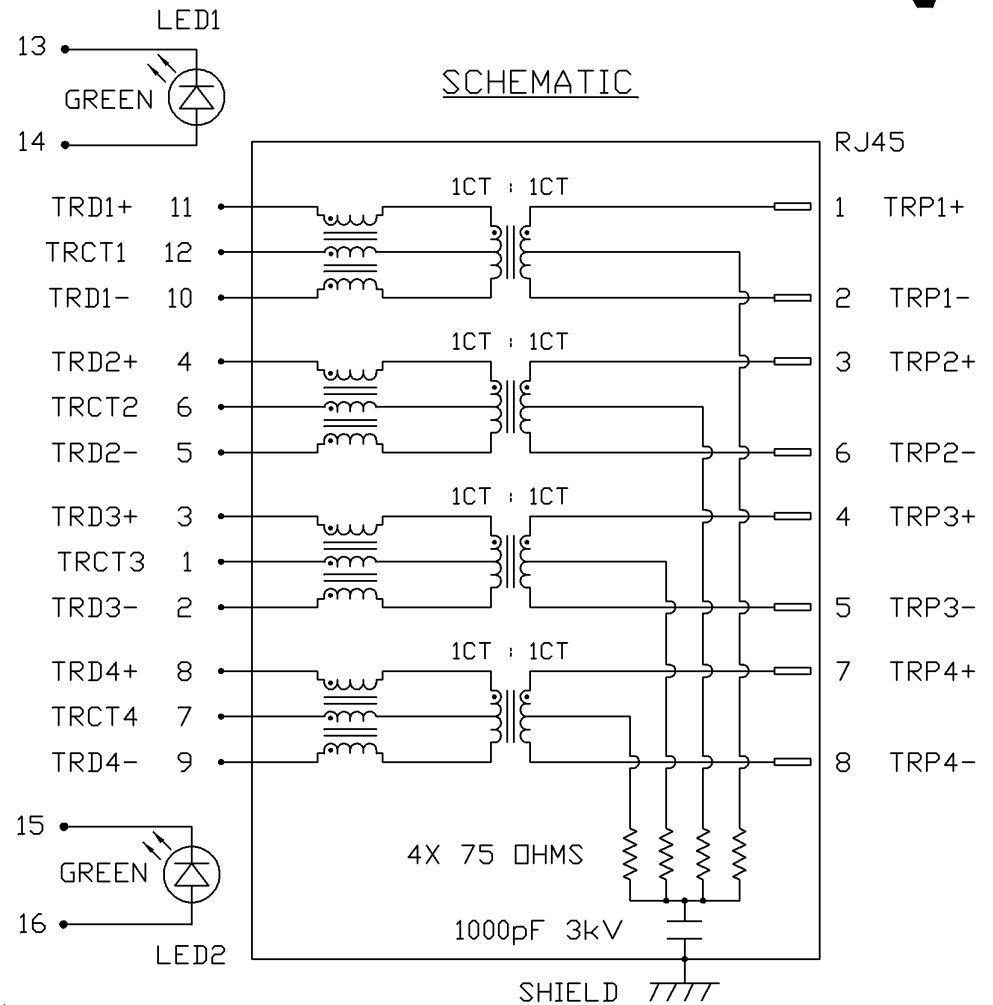 LED1
13
GREEN
14
SCHEMATIC
RJ45
1CT : 1CT
TRD1+ 11 1 TRP1+
TRCT1 12
TRD1- 10 2 TRP1-
1CT : 1CT
TRD2+ 4 3 TRP2+
TRCT2 6
TRD2- 5 6 TRP2-
1CT : 1CT
TRD3+ 3 4 TRP3+
TRCT3 1
TRD3- 2 5 TRP3-
1CT : 1CT
TRD4+ 8 7 TRP4+
TRCT4 7
TRD4- 9 8 TRP4-
15
GREEN
16
LED2
4X 75 OHMS
1000pF 3kV
SHIELD